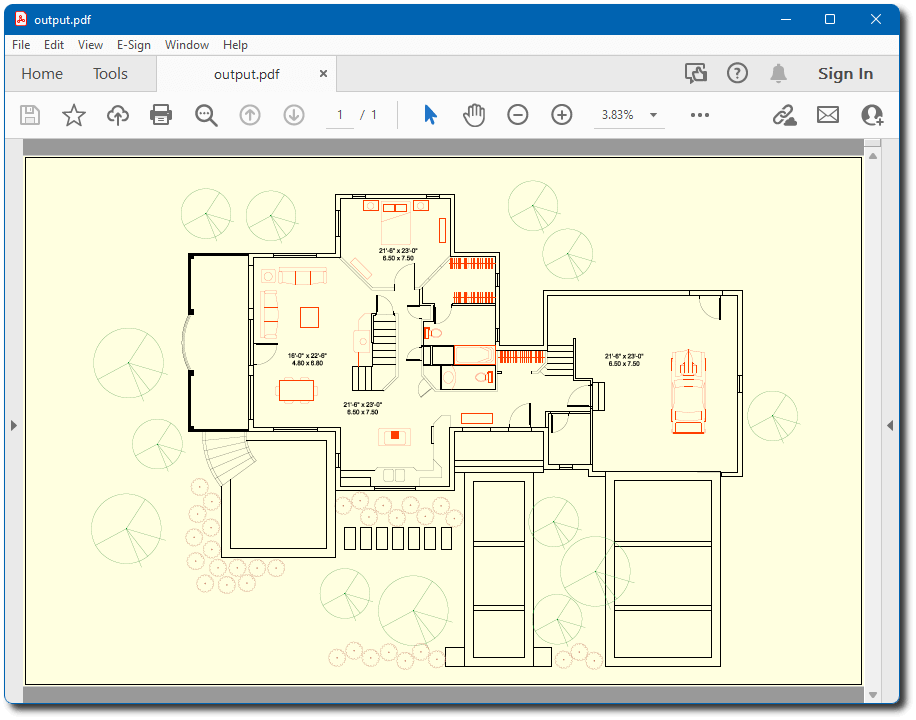 output.pdf
File Edit View E-Sign Window Help
Home Tools output.pdf × Sign In
1 / 1 3.83%
21'-6" x 23'-0"
6.50 x 7.50
16'-0" x 22'-6"
4.80 x 6.80
21'-6" x 23'-0"
6.50 x 7.50
21'-6" x 23'-0"
6.50 x 7.50